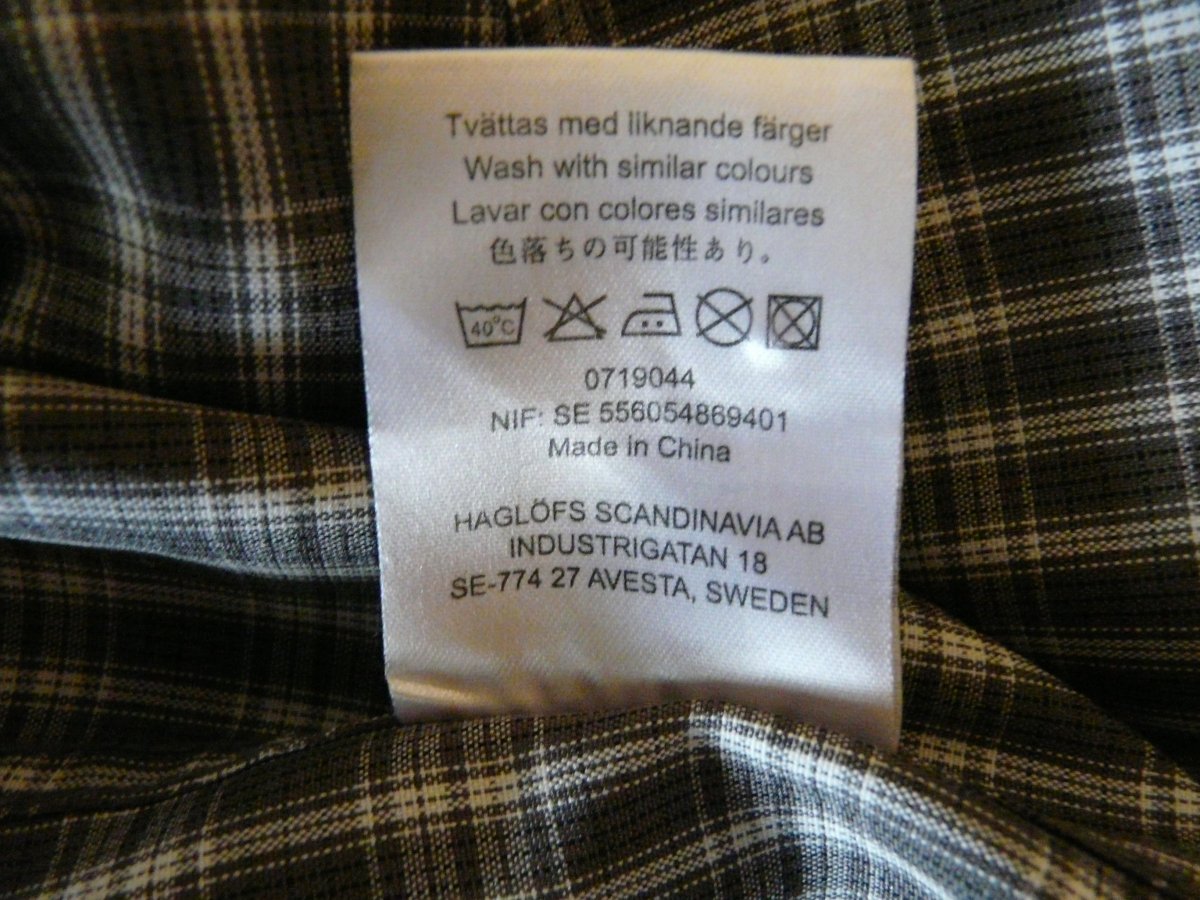 Tvättas med liknande färger
Wash with similar colours
Lavar con colores similares
色落ちの可能性あり。
40°C
0719044
NIF: SE 556054869401
Made in China
HAGLÖFS SCANDINAVIA AB
INDUSTRIGATAN 18
SE-774 27 AVESTA, SWEDEN